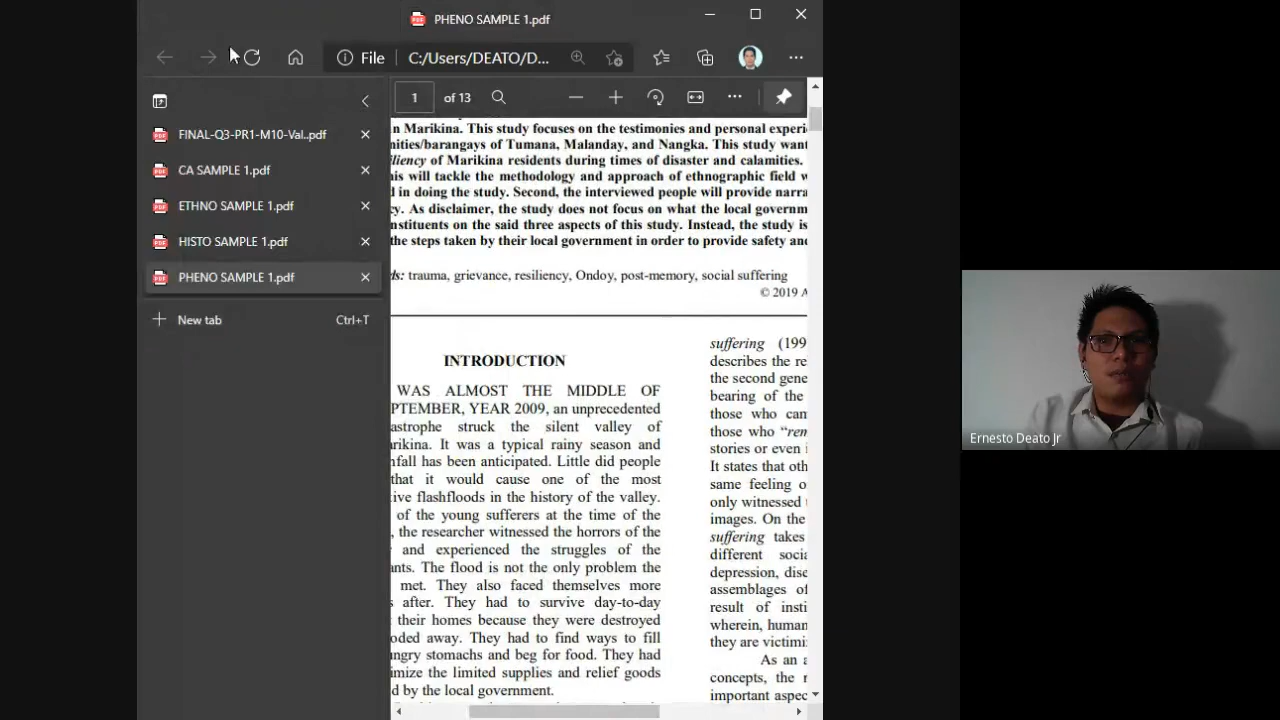 PHENO SAMPLE 1.pdf
File
C:/Users/DEATO/D...
1 of 13
FINAL-Q3-PR1-M10-Val..pdf
CA SAMPLE 1.pdf
ETHNO SAMPLE 1.pdf
HISTO SAMPLE 1.pdf
PHENO SAMPLE 1.pdf
New tab Ctrl+T
n Marikina. This study focuses on the testimonies and personal experi
nities/barangays of Tumana, Malanday, and Nangka. This study want
liency of Marikina residents during times of disaster and calamities.
his will tackle the methodology and approach of ethnographic field w
l in doing the study. Second, the interviewed people will provide narra
cy. As disclaimer, the study does not focus on what the local governm
nstituents on the said three aspects of this study. Instead, the study is
the steps taken by their local government in order to provide safety and
ds: trauma, grievance, resiliency, Ondoy, post-memory, social suffering
© 2019 A
INTRODUCTION
WAS ALMOST THE MIDDLE OF
PTEMBER, YEAR 2009, an unprecedented
astrophe struck the silent valley of
arikina. It was a typical rainy season and
nfall has been anticipated. Little did people
that it would cause one of the most
tive flashfloods in the history of the valley.
of the young sufferers at the time of the
, the researcher witnessed the horrors of the
and experienced the struggles of the
ants. The flood is not the only problem the
met. They also faced themselves more
s after. They had to survive day-to-day
their homes because they were destroyed
oded away. They had to find ways to fill
ungry stomachs and beg for food. They had
imize the limited supplies and relief goods
d by the local government.
suffering (199
describes the re
the second gene
bearing of the
those who cam
those who “rem
stories or even i
It states that oth
same feeling o
only witnessed t
images. On the
suffering takes
different socia
depression, dise
assemblages of
result of insti
wherein, human
they are victimi
As an a
concepts, the r
important aspec
Ernesto Deato Jr